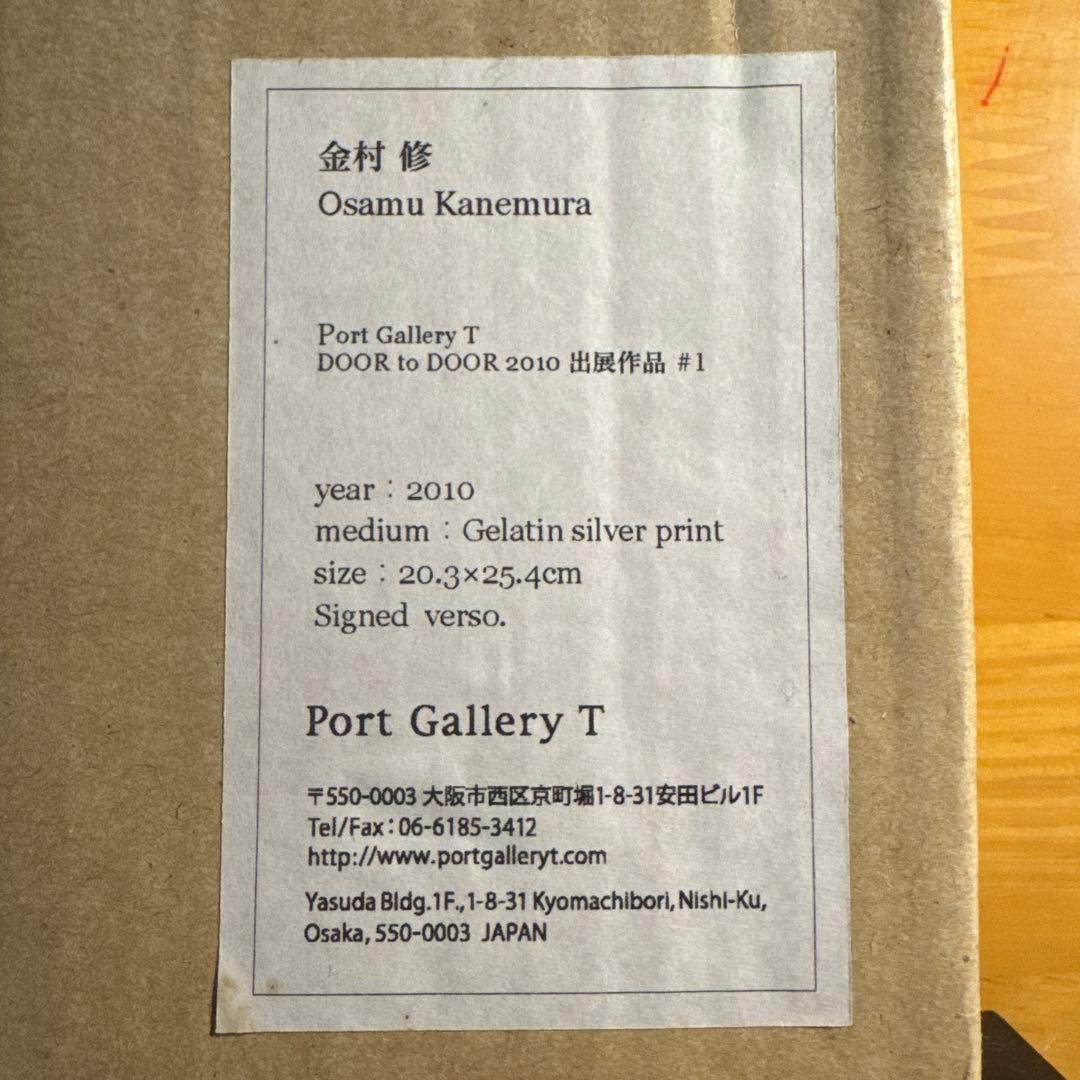 金村 修
Osamu Kanemura
Port Gallery T
DOOR to DOOR 2010 出展作品 #1
year：2010
medium：Gelatin silver print
size：20.3×25.4cm
Signed verso.
Port Gallery T
〒550-0003 大阪市西区京町堀1-8-31安田ビル1F
Tel/Fax：06-6185-3412
http://www.portgalleryt.com
Yasuda Bldg.1F.,1-8-31 Kyomachibori, Nishi-Ku,
Osaka, 550-0003 JAPAN